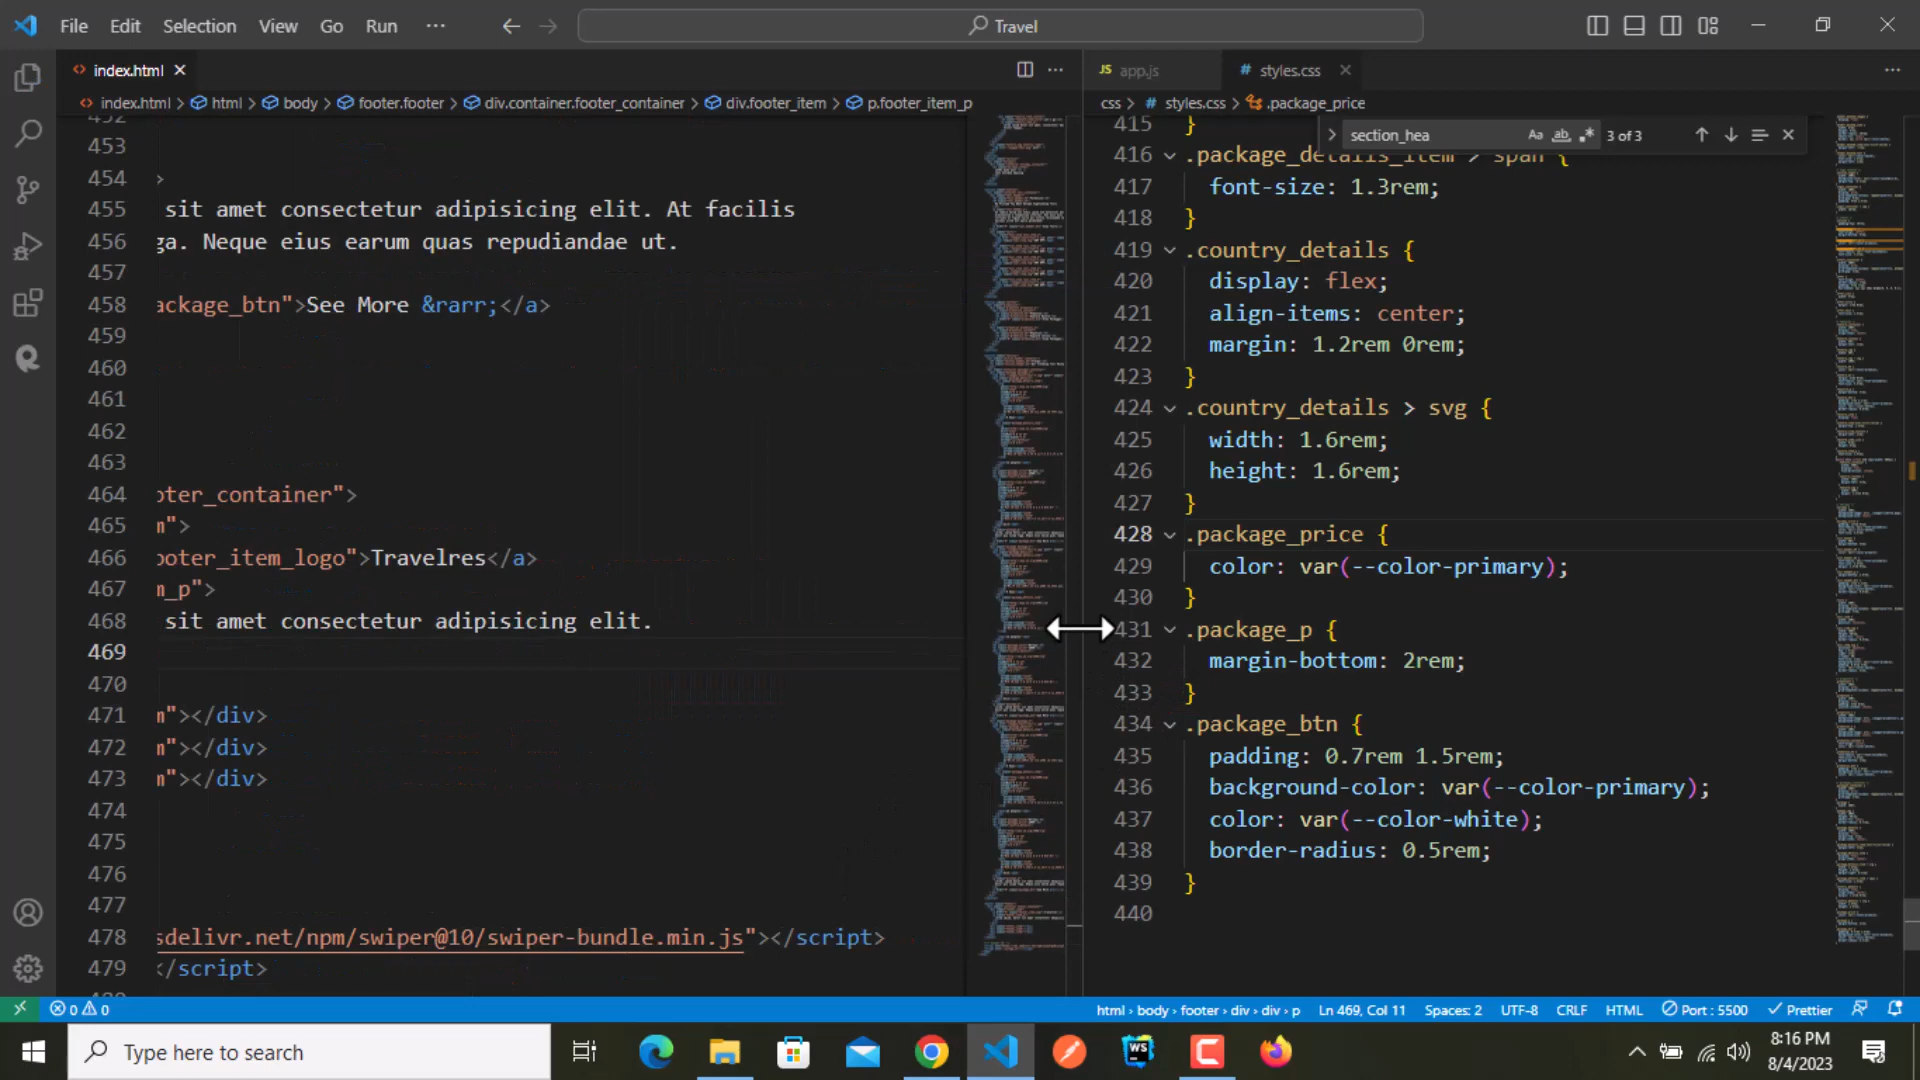 File Edit Selection View Go Run ··· Travel
index.html
JS app.js # styles.css
index.html > html > body > footer.footer > div.container.footer_container > div.footer_item > p.footer_item_p
css > # styles.css > .package_price
section_hea Aa ab 3 of 3
452
453
454 >
455 sit amet consectetur adipisicing elit. At facilis
456 ga. Neque eius earum quas repudiandae ut.
457
458 ackage_btn">See More &rarr;</a>
459
460
461
462
463
464 oter_container">
465 m">
466 ooter_item_logo">Travelres</a>
467 m_p">
468 sit amet consectetur adipisicing elit.
469
470
471 m"></div>
472 m"></div>
473 m"></div>
474
475
476
477
478 sdelivr.net/npm/swiper@10/swiper-bundle.min.js"></script>
479 </script>
415 }
416 .package_details_item > span {
417 font-size: 1.3rem;
418 }
419 .country_details {
420 display: flex;
421 align-items: center;
422 margin: 1.2rem 0rem;
423 }
424 .country_details > svg {
425 width: 1.6rem;
426 height: 1.6rem;
427 }
428 .package_price {
429 color: var(--color-primary);
430 }
431 .package_p {
432 margin-bottom: 2rem;
433 }
434 .package_btn {
435 padding: 0.7rem 1.5rem;
436 background-color: var(--color-primary);
437 color: var(--color-white);
438 border-radius: 0.5rem;
439 }
440
0 0 html › body › footer › div › div › p Ln 469, Col 11 Spaces: 2 UTF-8 CRLF HTML Port : 5500 Prettier
Type here to search
WS
8:16 PM
8/4/2023